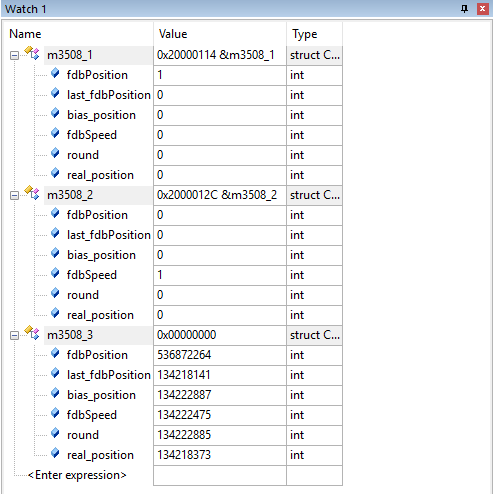 Watch 1
Name Value Type
m3508_1 0x20000114 &m3508_1 struct C...
fdbPosition 1 int
last_fdbPosition 0 int
bias_position 0 int
fdbSpeed 0 int
round 0 int
real_position 0 int
m3508_2 0x2000012C &m3508_2 struct C...
fdbPosition 0 int
last_fdbPosition 0 int
bias_position 0 int
fdbSpeed 1 int
round 0 int
real_position 0 int
m3508_3 0x00000000 struct C...
fdbPosition 536872264 int
last_fdbPosition 134218141 int
bias_position 134222887 int
fdbSpeed 134222475 int
round 134222885 int
real_position 134218373 int
<Enter expression>